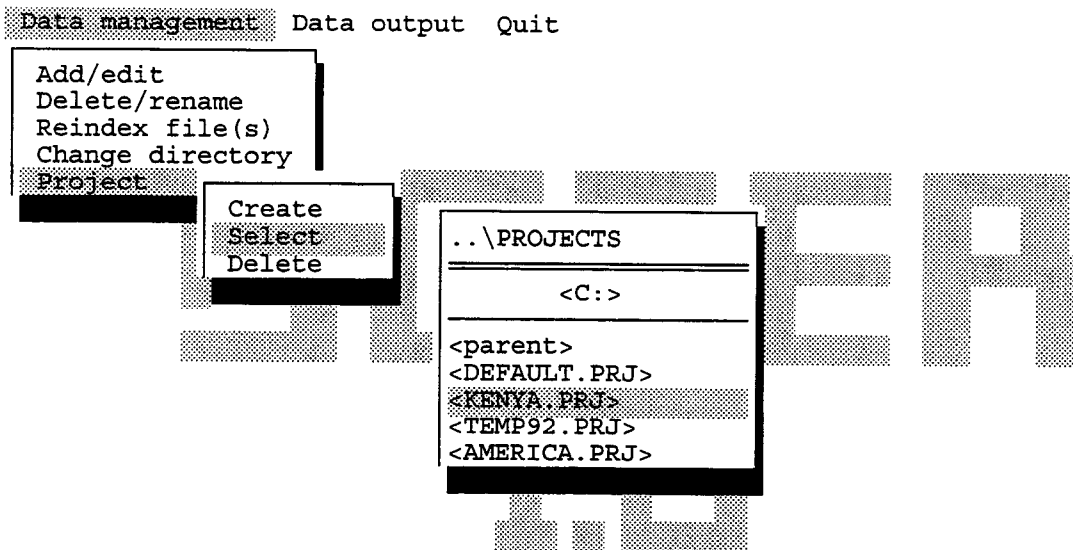 Data management Data output Quit
Add/edit
Delete/rename
Reindex file(s)
Change directory
Project
Create
Select
Delete
..\PROJECTS
<C:>
<parent>
<DEFAULT.PRJ>
<KENYA.PRJ>
<TEMP92.PRJ>
<AMERICA.PRJ>